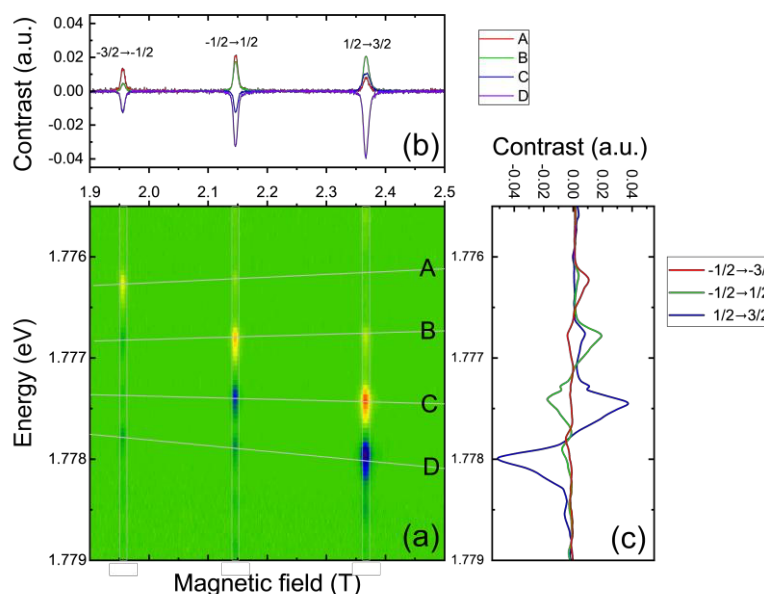 Contrast (a.u.)
0.04
0.02
0.00
-0.02
-0.04
-3/2→-1/2
-1/2→1/2
1/2→3/2
(b)
A
B
C
D
1.9 2.0 2.1 2.2 2.3 2.4 2.5
Energy (eV)
1.776
1.777
1.778
1.779
A
B
C
D
(a)
Magnetic field (T)
Contrast (a.u.)
-0.04
-0.02
0.00
0.02
0.04
1.776
1.777
1.778
1.779
(c)
-1/2→-3/
-1/2→1/2
1/2→3/2